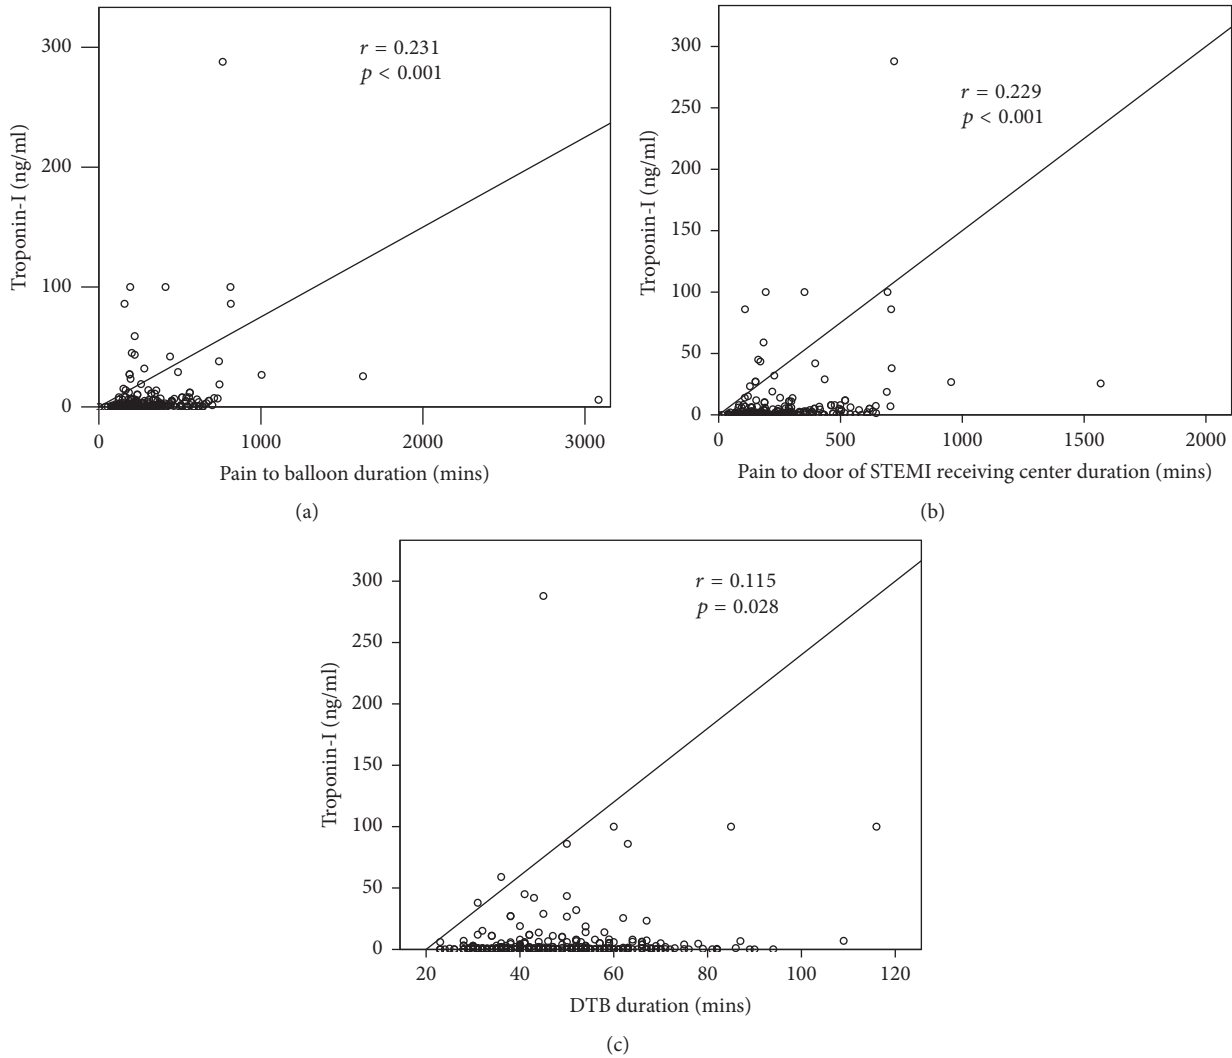 300
200
100
0
Troponin-I (ng/ml)
r = 0.231
p < 0.001
0 1000 2000 3000
Pain to balloon duration (mins)
(a)
300
250
200
150
100
50
0
Troponin-I (ng/ml)
r = 0.229
p < 0.001
0 500 1000 1500 2000
Pain to door of STEMI receiving center duration (mins)
(b)
300
250
200
150
100
50
0
Troponin-I (ng/ml)
r = 0.115
p = 0.028
20 40 60 80 100 120
DTB duration (mins)
(c)